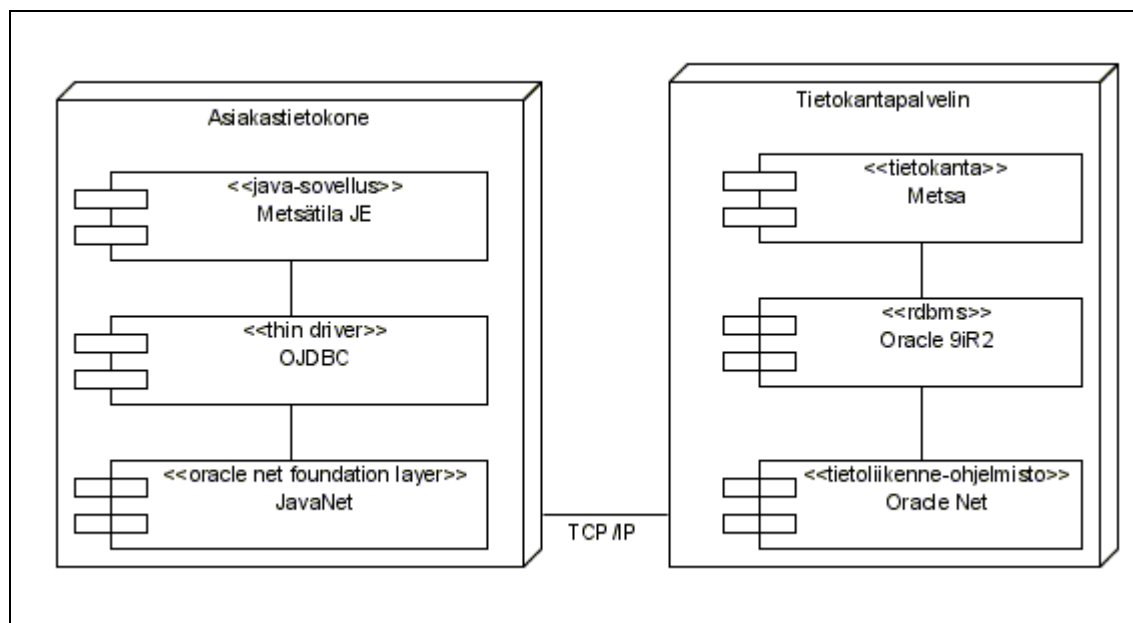 Asiakastietokone
<<java-sovellus>>
Metsätila JE
<<thin driver>>
OJDBC
<<oracle net foundation layer>>
JavaNet
TCP/IP
Tietokantapalvelin
<<tietokanta>>
Metsa
<<rdbms>>
Oracle 9iR2
<<tietoliikenne-ohjelmisto>>
Oracle Net